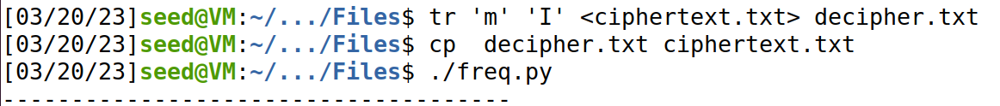 [03/20/23]seed@VM:~/.../Files$ tr 'm' 'I' <ciphertext.txt> decipher.txt
[03/20/23]seed@VM:~/.../Files$ cp  decipher.txt ciphertext.txt
[03/20/23]seed@VM:~/.../Files$ ./freq.py
-------------------------------------